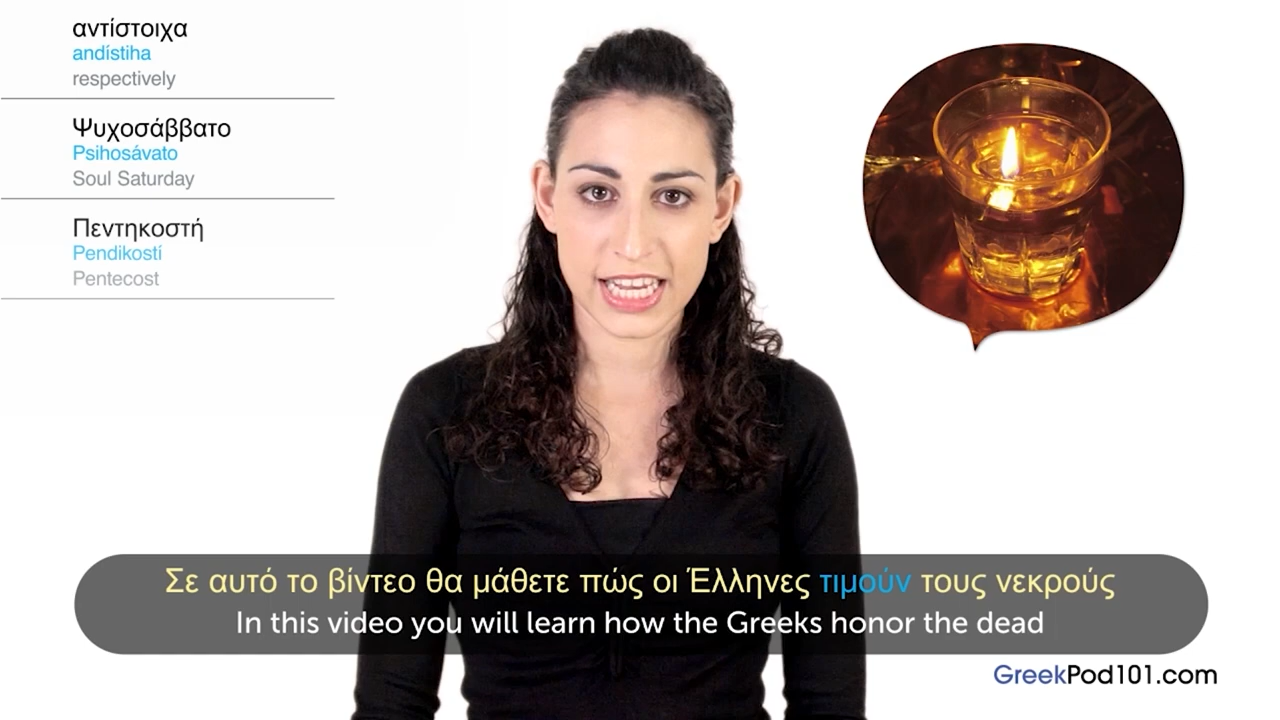 αντίστοιχα
andístiha
respectively
Ψυχοσάββατο
Psihosávato
Soul Saturday
Πεντηκοστή
Pendikostí
Pentecost
Σε αυτό το βίντεο θα μάθετε πώς οι Έλληνες τιμούν τους νεκρούς
In this video you will learn how the Greeks honor the dead
GreekPod101.com